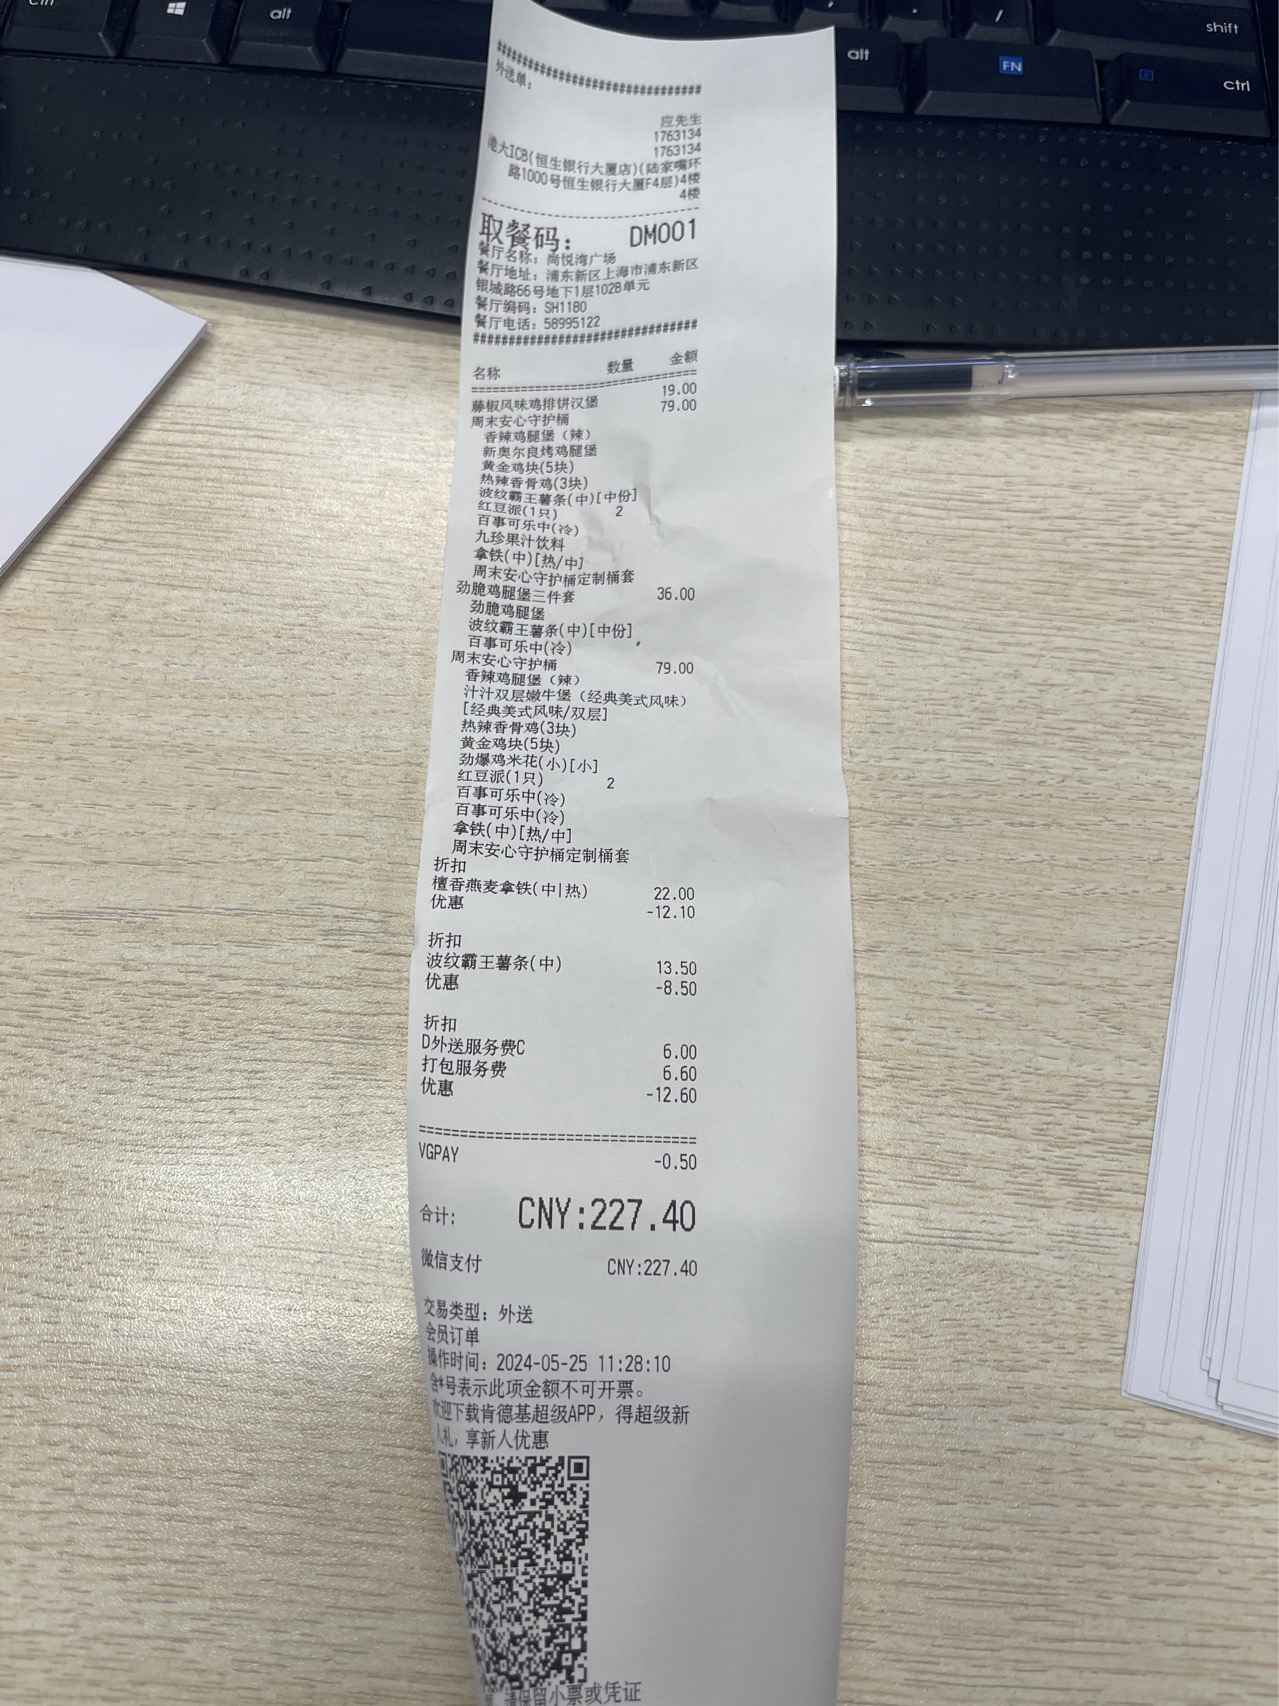 ctrl
alt
alt
FN
shift
ctrl
################################
外送单:
应先生
1763134
1763134
港大ICB(恒生银行大厦店)(陆家嘴环
路1000号恒生银行大厦F4层)4楼
4楼
取餐码: DM001
餐厅名称: 尚悦湾广场
餐厅地址: 浦东新区上海市浦东新区
银城路66号地下1层102B单元
餐厅编码: SH1180
餐厅电话: 58995122
################################
名称 数量 金额
================================
藤椒风味鸡排饼汉堡 19.00
周末安心守护桶 79.00
香辣鸡腿堡(辣)
新奥尔良烤鸡腿堡
黄金鸡块(5块)
热辣香骨鸡(3块)
波纹霸王薯条(中)[中份]
红豆派(1只) 2
百事可乐中(冷)
九珍果汁饮料
拿铁(中)[热/中]
周末安心守护桶定制桶套
劲脆鸡腿堡三件套 36.00
劲脆鸡腿堡
波纹霸王薯条(中)[中份]
百事可乐中(冷)
周末安心守护桶 79.00
香辣鸡腿堡(辣)
汁汁双层嫩牛堡(经典美式风味)
[经典美式风味/双层]
热辣香骨鸡(3块)
黄金鸡块(5块)
劲爆鸡米花(小)[小]
红豆派(1只) 2
百事可乐中(冷)
百事可乐中(冷)
拿铁(中)[热/中]
周末安心守护桶定制桶套
折扣
檀香燕麦拿铁(中|热) 22.00
优惠 -12.10
折扣
波纹霸王薯条(中) 13.50
优惠 -8.50
折扣
D外送服务费C 6.00
打包服务费 6.60
优惠 -12.60
================================
VGPAY -0.50
合计: CNY:227.40
微信支付 CNY:227.40
交易类型: 外送
会员订单
操作时间: 2024-05-25 11:28:10
含*号表示此项金额不可开票。
欢迎下载肯德基超级APP, 得超级新
人礼, 享新人优惠
请保留小票或凭证